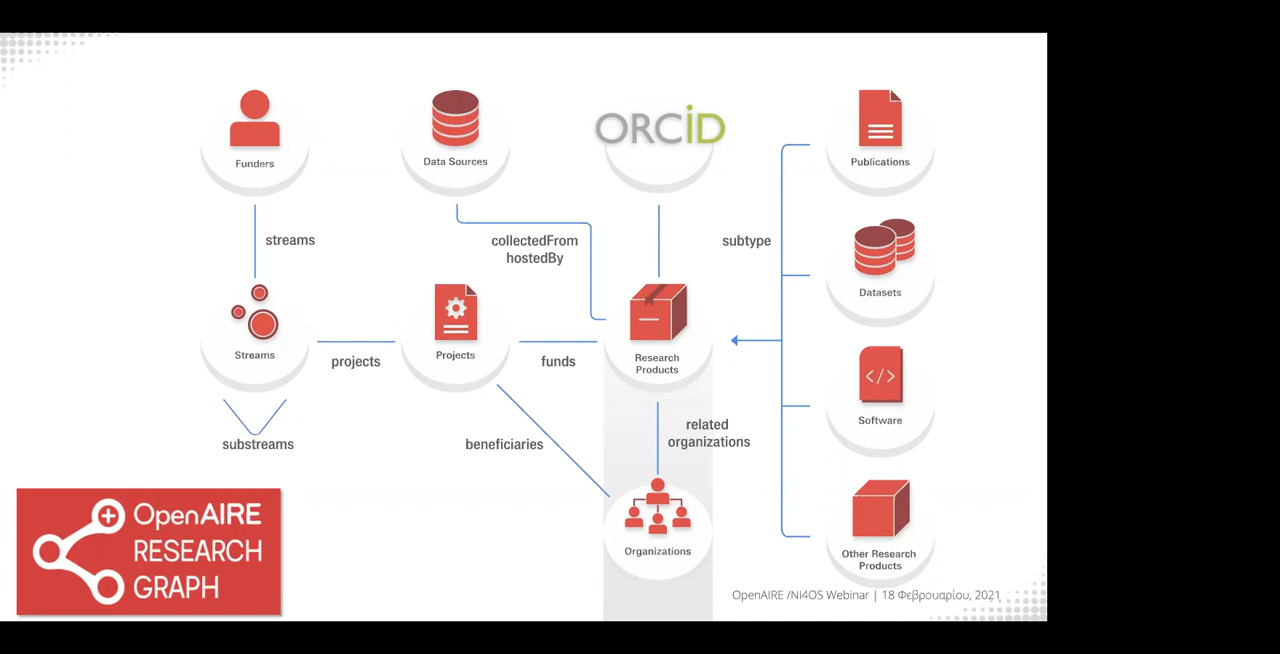 ORCiD
Funders
Data Sources
Publications
streams
collectedFrom
hostedBy
subtype
Datasets
Streams
projects
Projects
funds
Research
Products
Software
</>
substreams
beneficiaries
related
organizations
Organizations
Other Research
Products
OpenAIRE
RESEARCH
GRAPH
OpenAIRE /NI4OS Webinar | 18 Φεβρουαρίου, 2021